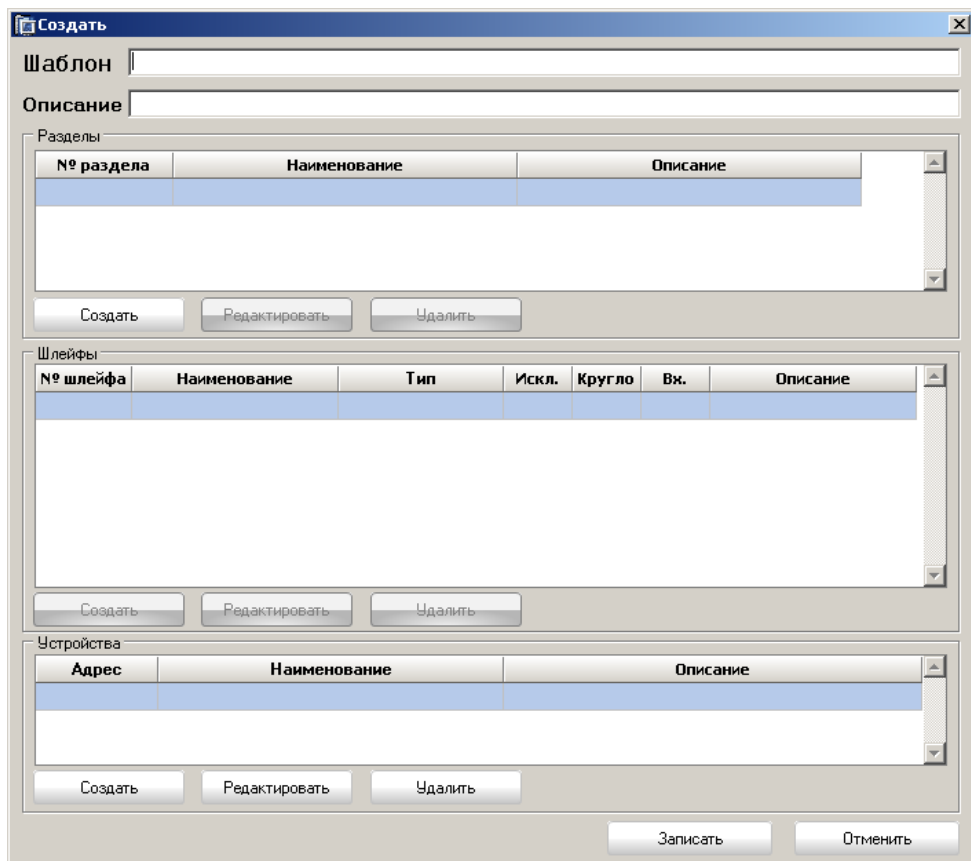 Создать
Шаблон
Описание
Разделы
№ раздела Наименование Описание
Создать Редактировать Удалить
Шлейфы
№ шлейфа Наименование Тип Искл. Кругло Вх. Описание
Создать Редактировать Удалить
Устройства
Адрес Наименование Описание
Создать Редактировать Удалить
Записать Отменить